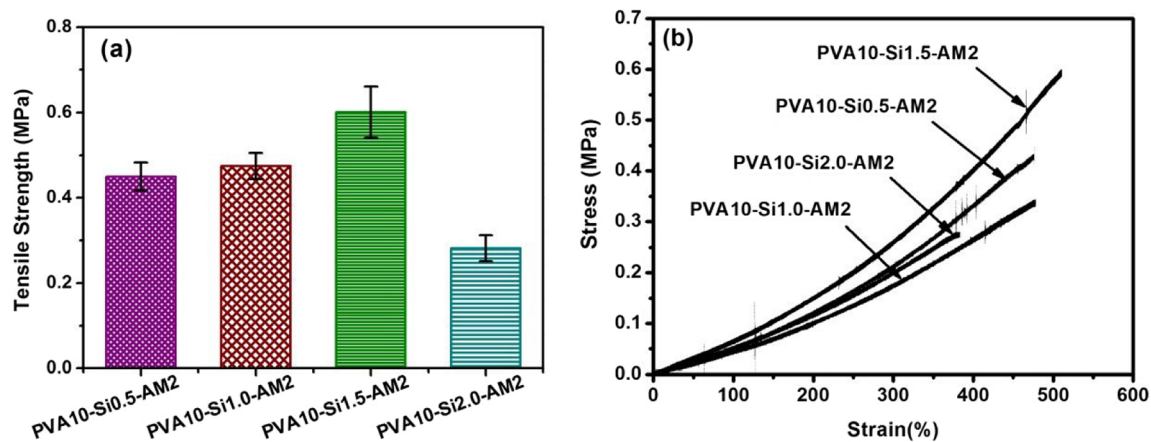 (a)
Tensile Strength (MPa)
0.8
0.6
0.4
0.2
0.0
PVA10-Si0.5-AM2
PVA10-Si1.0-AM2
PVA10-Si1.5-AM2
PVA10-Si2.0-AM2
(b)
Stress (MPa)
0.7
0.6
0.5
0.4
0.3
0.2
0.1
0.0
PVA10-Si1.5-AM2
PVA10-Si0.5-AM2
PVA10-Si2.0-AM2
PVA10-Si1.0-AM2
0 100 200 300 400 500 600
Strain(%)